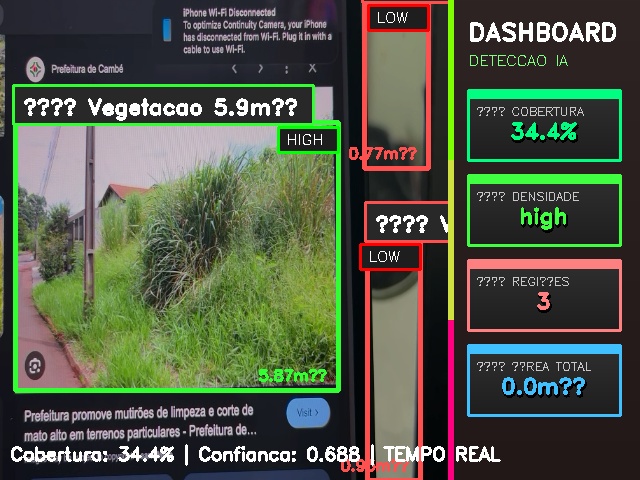 iPhone Wi-Fi Disconnected
To optimize Continuity Camera, your iPhone
has disconnected from Wi-Fi. Plug it in with a
cable to use Wi-Fi.
Prefeitura de Cambé
???? Vegetacao 5.9m??
HIGH
5.87m??
Prefeitura promove mutirões de limpeza e corte de
mato alto em terrenos particulares - Prefeitura de...
Visit >
LOW
0.77m??
???? V
LOW
Cobertura: 34.4% | Confianca: 0.688 | TEMPO REAL
DASHBOARD
DETECCAO IA
???? COBERTURA
34.4%
???? DENSIDADE
high
???? REGI??ES
3
???? ??REA TOTAL
0.0m??